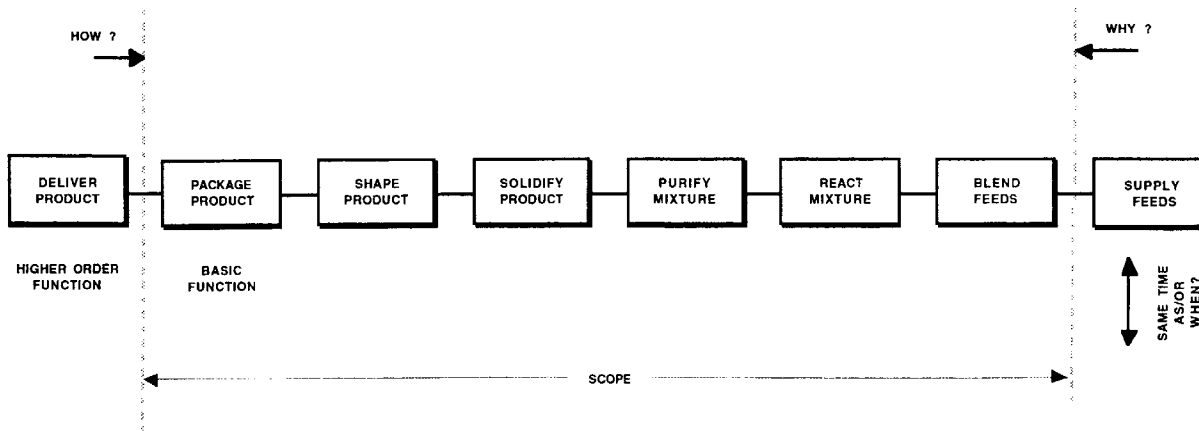 HOW ?
WHY ?
DELIVER
PRODUCT
PACKAGE
PRODUCT
SHAPE
PRODUCT
SOLIDIFY
PRODUCT
PURIFY
MIXTURE
REACT
MIXTURE
BLEND
FEEDS
SUPPLY
FEEDS
HIGHER ORDER
FUNCTION
BASIC
FUNCTION
SAME TIME
AS/OR
WHEN?
SCOPE